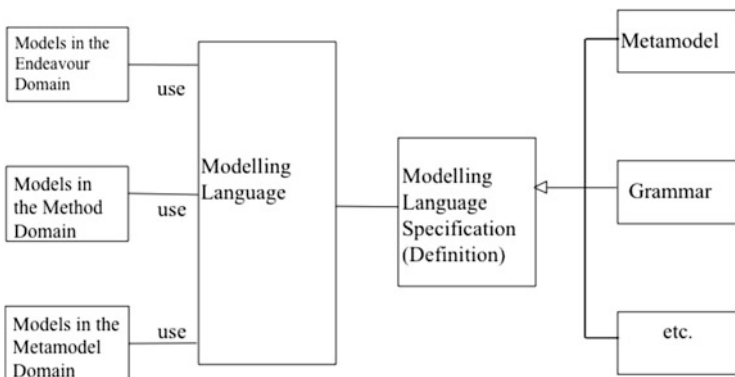 Models in the
Endeavour
Domain
use
Models in
the Method
Domain
use
Models in the
Metamodel
Domain
use
Modelling
Language
Modelling
Language
Specification
(Definition)
Metamodel
Grammar
etc.